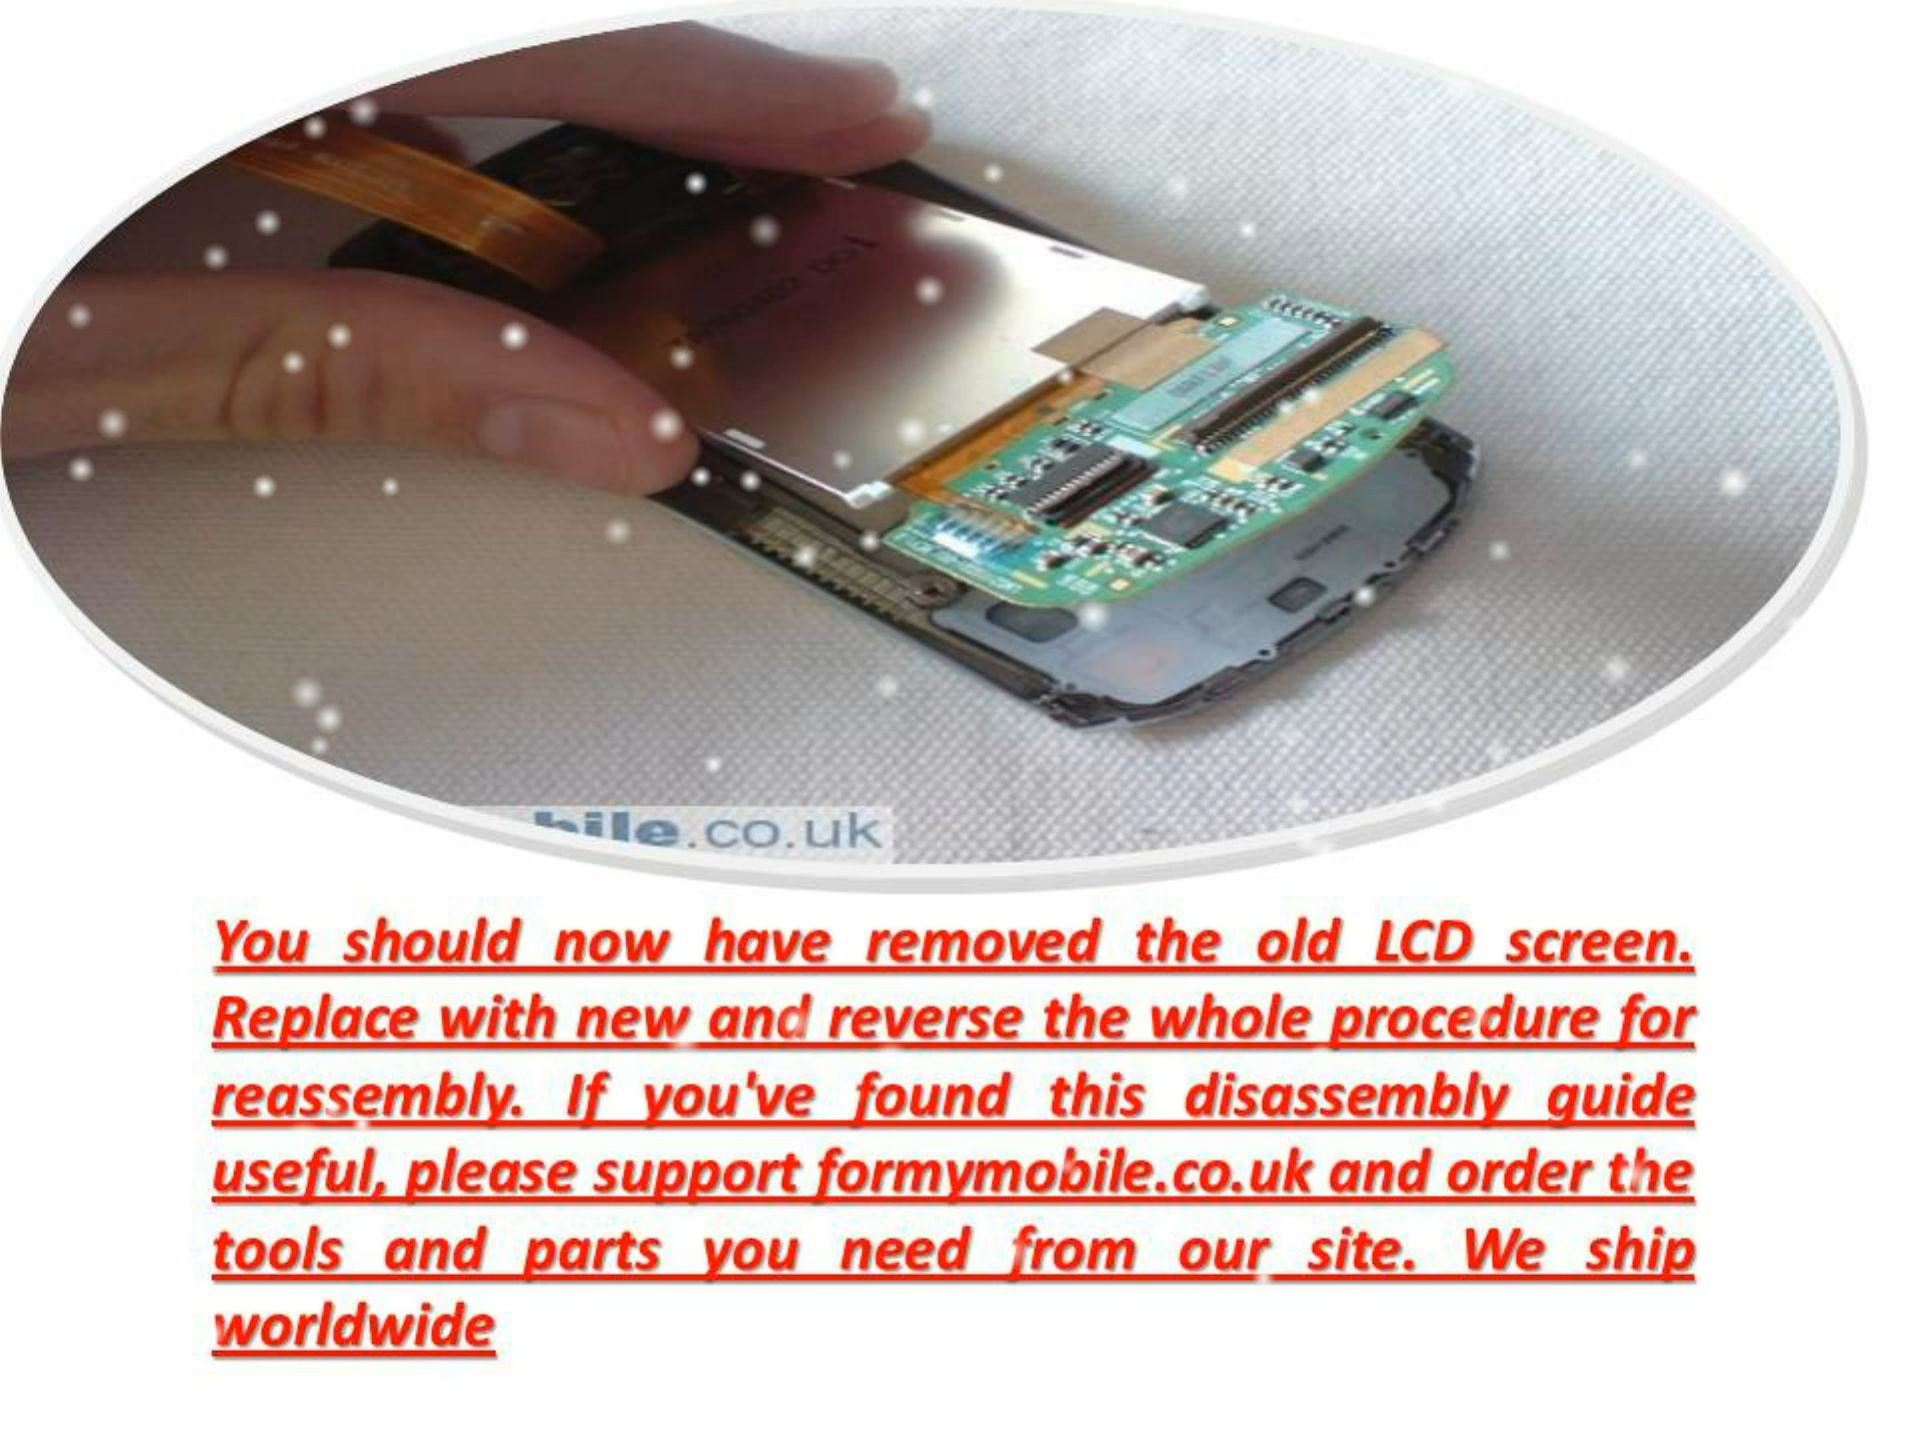 .co.uk
You should now have removed the old LCD screen.
Replace with new and reverse the whole procedure for
reassembly. If you've found this disassembly guide
useful, please support formymobile.co.uk and order the
tools and parts you need from our site. We ship
worldwide